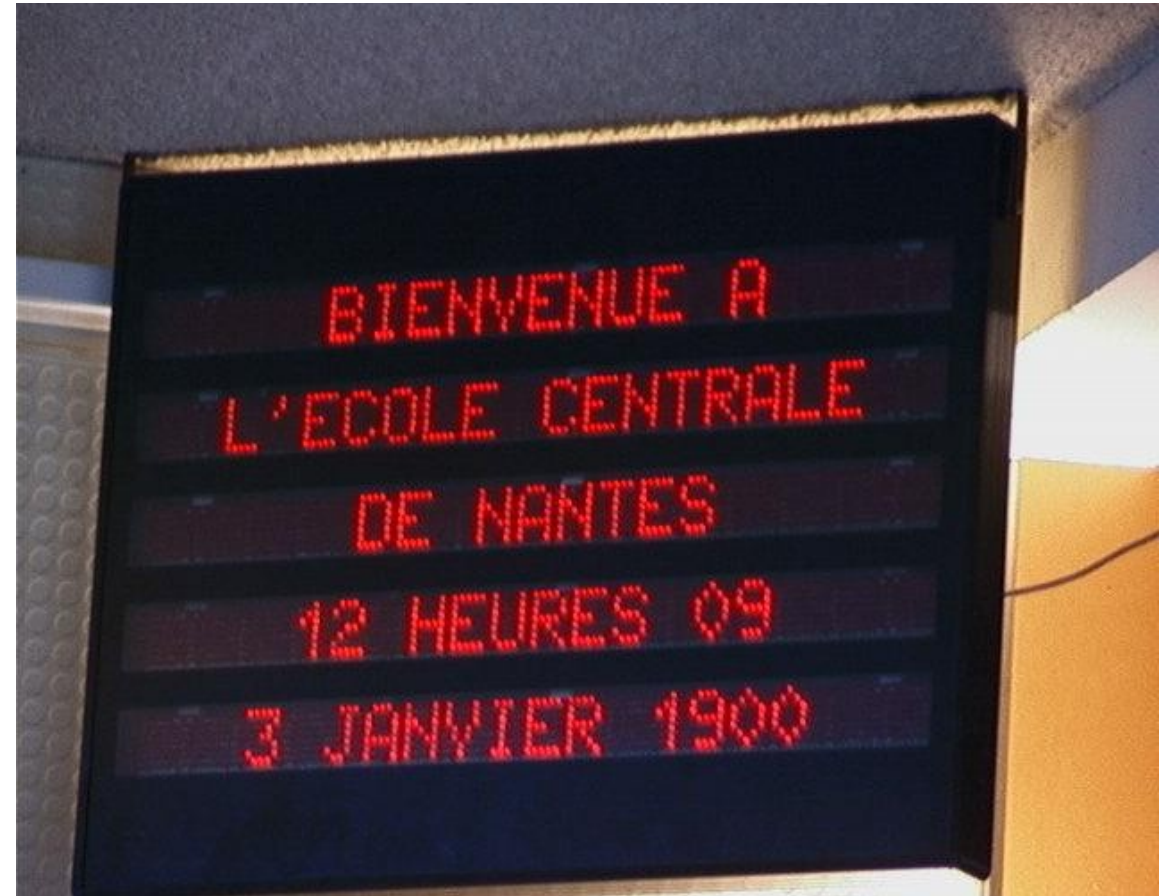 BIENVENUE A
L'ECOLE CENTRALE
DE NANTES
12 HEURES 09
3 JANVIER 1900